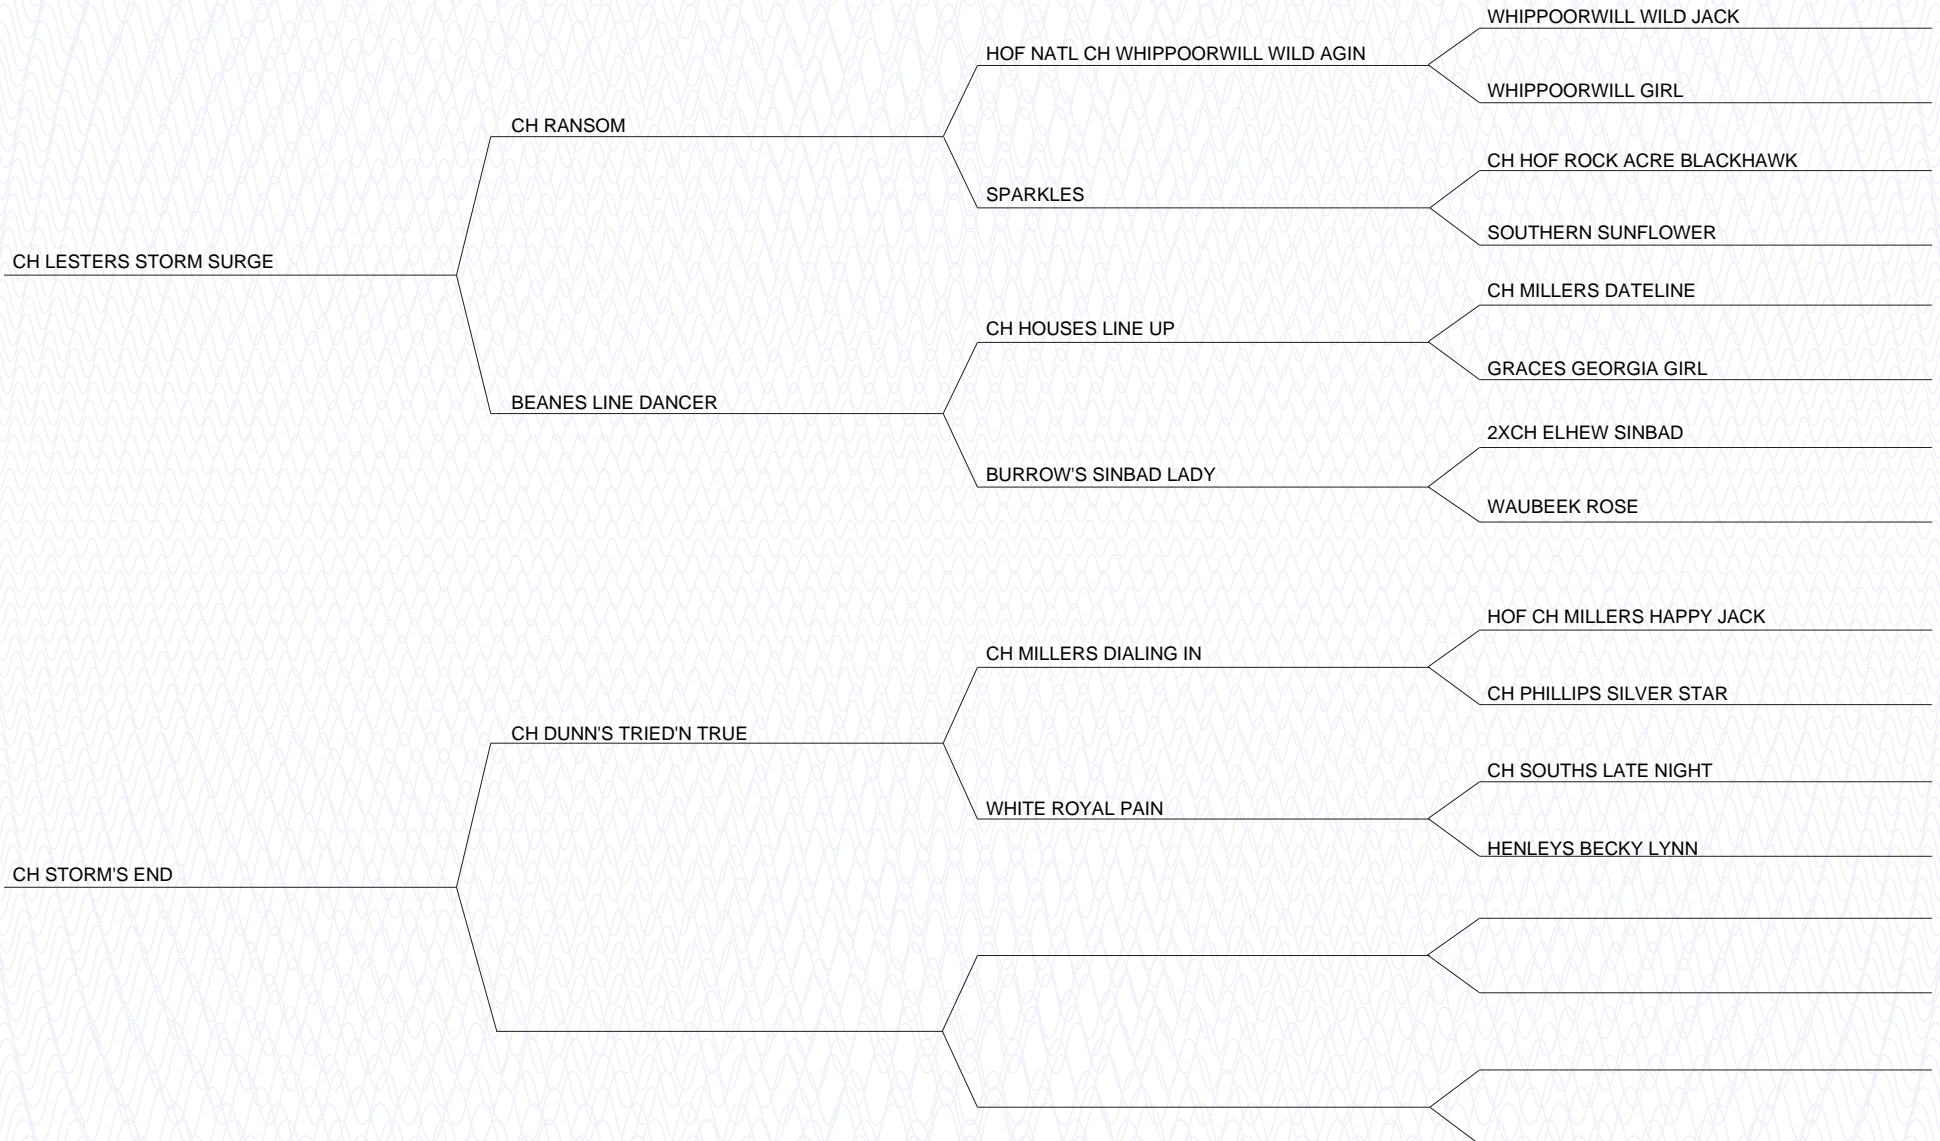 WHIPPOORWILL WILD JACK
HOF NATL CH WHIPPOORWILL WILD AGIN
WHIPPOORWILL GIRL
CH RANSOM
CH HOF ROCK ACRE BLACKHAWK
SPARKLES
SOUTHERN SUNFLOWER
CH LESTERS STORM SURGE
CH MILLERS DATELINE
CH HOUSES LINE UP
GRACES GEORGIA GIRL
BEANES LINE DANCER
2XCH ELHEW SINBAD
BURROW'S SINBAD LADY
WAUBEEK ROSE
HOF CH MILLERS HAPPY JACK
CH MILLERS DIALING IN
CH PHILLIPS SILVER STAR
CH DUNN'S TRIED'N TRUE
CH SOUTHS LATE NIGHT
WHITE ROYAL PAIN
HENLEYS BECKY LYNN
CH STORM'S END